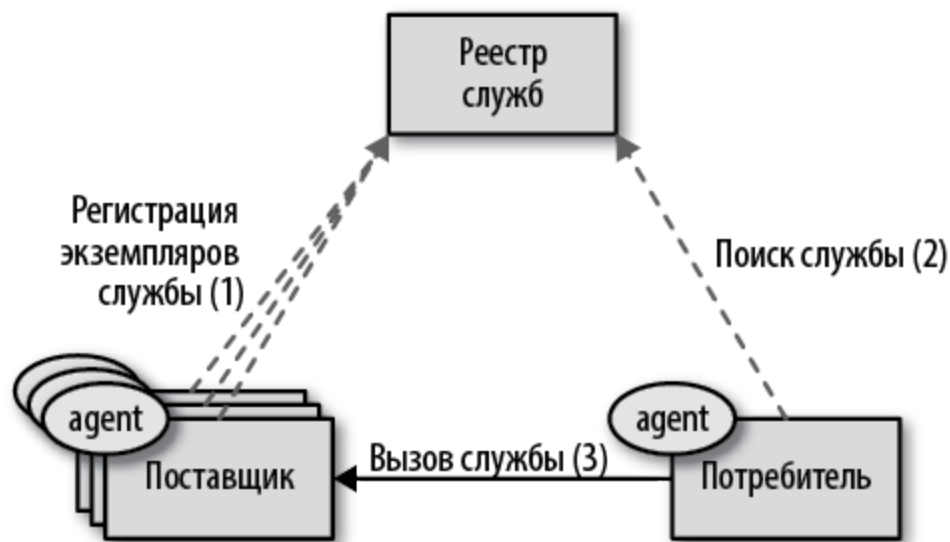 Реестр
служб
Регистрация
экземпляров
службы (1)
Поиск службы (2)
agent
agent
Вызов службы (3)
Поставщик
Потребитель